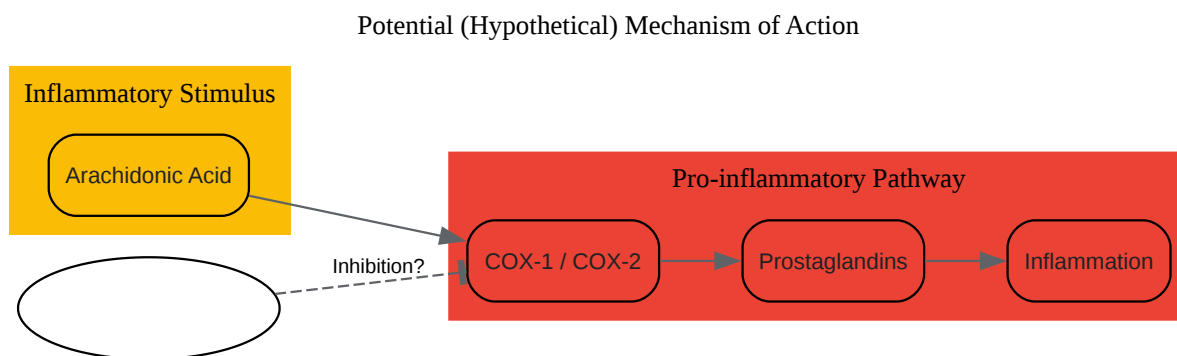 Potential (Hypothetical) Mechanism of Action
Inflammatory Stimulus
Arachidonic Acid
Pro-inflammatory Pathway
Inhibition?
COX-1 / COX-2
Prostaglandins
Inflammation